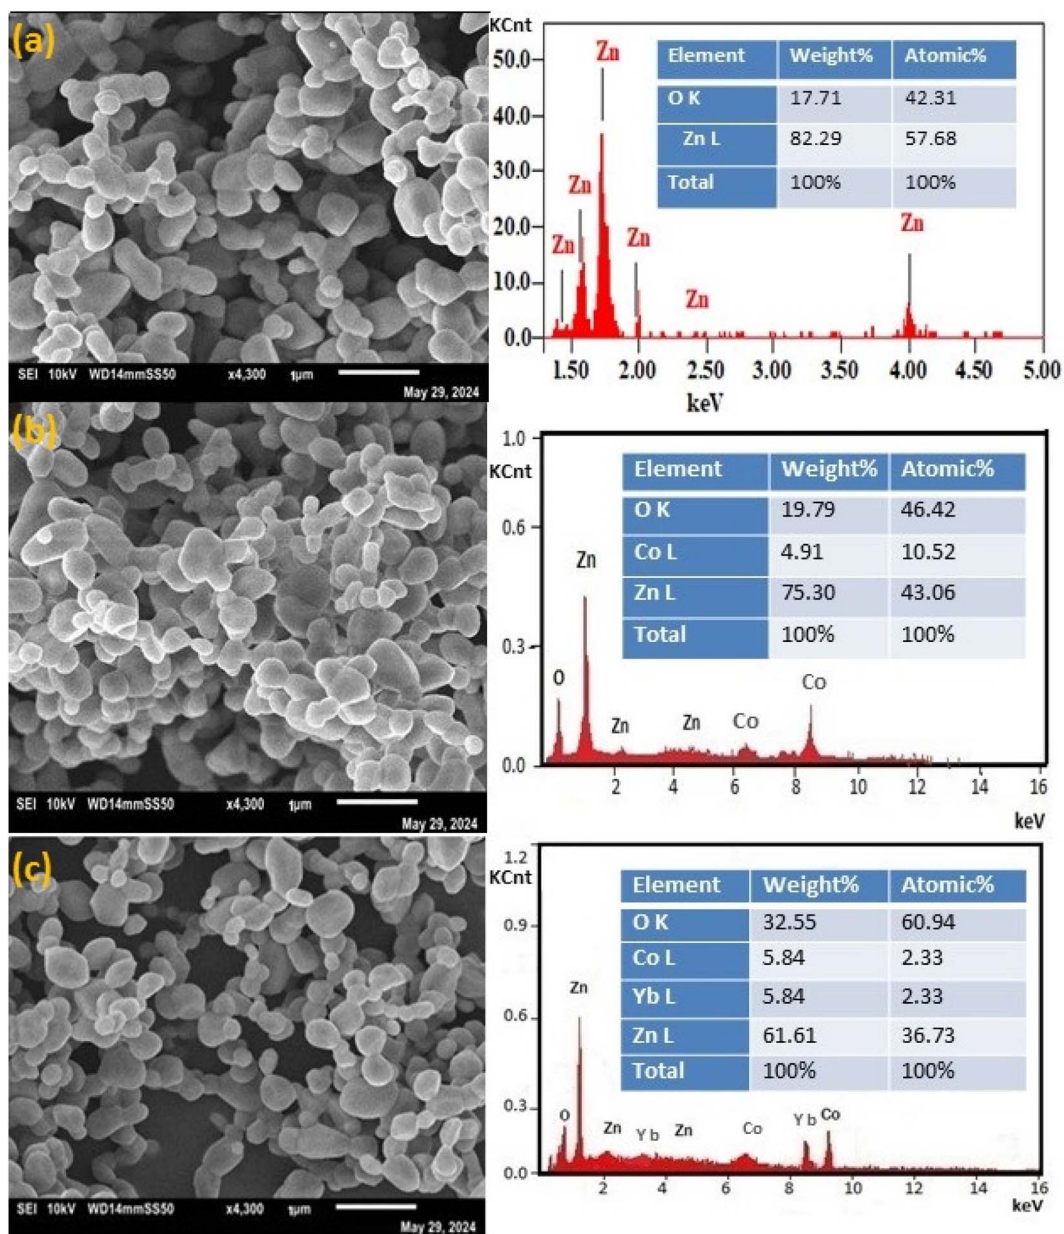 (a)
SEI 10kV WD14mmSS50 x4,300 1μm
May 29, 2024
KCnt
50.0
40.0
30.0
20.0
10.0
0.0
Zn
Zn
Zn
Zn
Zn
Zn
Element Weight% Atomic%
O K 17.71 42.31
Zn L 82.29 57.68
Total 100% 100%
1.50 2.00 2.50 3.00 3.50 4.00 4.50 5.00
keV
(b)
SEI 10kV WD14mmSS50 x4,300 1μm
May 29, 2024
1.0
KCnt
0.6
0.3
0.0
O
Zn
Zn
Zn
Co
Co
Element Weight% Atomic%
O K 19.79 46.42
Co L 4.91 10.52
Zn L 75.30 43.06
Total 100% 100%
2 4 6 8 10 12 14 16
keV
(c)
SEI 10kV WD14mmSS50 x4,300 1μm
May 29, 2024
1.2
KCnt
0.9
0.6
0.3
0.0
O
Zn
Zn
Yb
Zn
Co
Yb
Co
Element Weight% Atomic%
O K 32.55 60.94
Co L 5.84 2.33
Yb L 5.84 2.33
Zn L 61.61 36.73
Total 100% 100%
2 4 6 8 10 12 14 16
keV